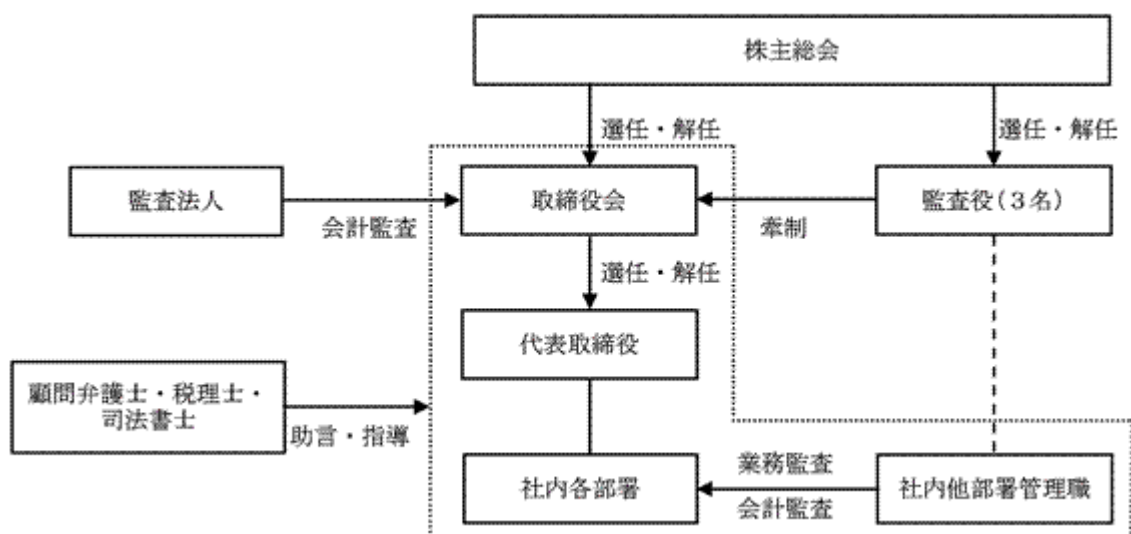 株主総会
選任・解任
選任・解任
監査法人
会計監査
取締役会
牽制
監査役(3名)
選任・解任
代表取締役
顧問弁護士・税理士・
司法書士
助言・指導
社内各部署
業務監査
会計監査
社内他部署管理職